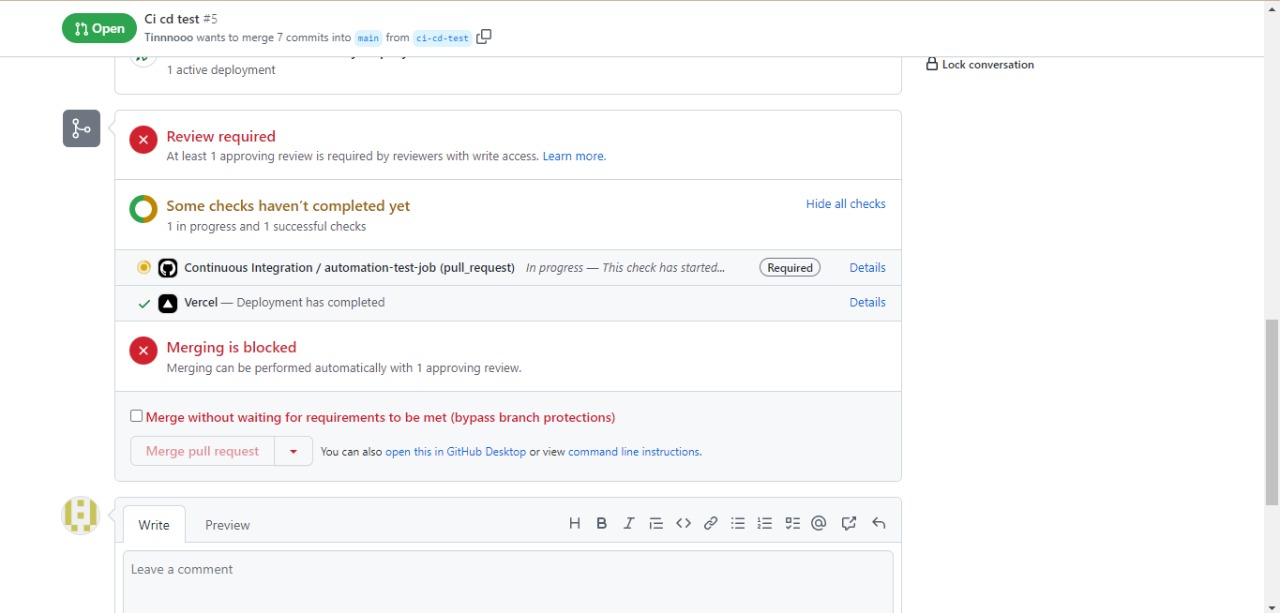 Open
Ci cd test #5
Tinnnooo wants to merge 7 commits into main from ci-cd-test
1 active deployment
Lock conversation
Review required
At least 1 approving review is required by reviewers with write access. Learn more.
Some checks haven't completed yet
Hide all checks
1 in progress and 1 successful checks
Continuous Integration / automation-test-job (pull_request) In progress — This check has started... Required Details
Vercel — Deployment has completed Details
Merging is blocked
Merging can be performed automatically with 1 approving review.
Merge without waiting for requirements to be met (bypass branch protections)
Merge pull request You can also open this in GitHub Desktop or view command line instructions.
Write Preview
Leave a comment